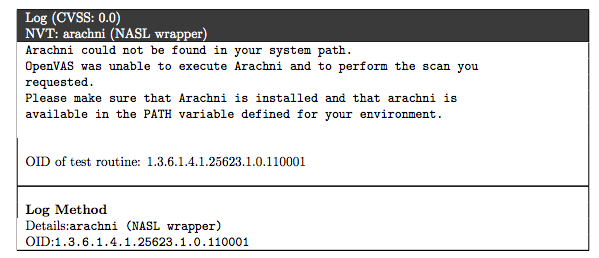 Log (CVSS: 0.0)
NVT: arachni (NASL wrapper)
Arachni could not be found in your system path.
OpenVAS was unable to execute Arachni and to perform the scan you
requested.
Please make sure that Arachni is installed and that arachni is
available in the PATH variable defined for your environment.
OID of test routine: 1.3.6.1.4.1.25623.1.0.110001
Log Method
Details:arachni (NASL wrapper)
OID:1.3.6.1.4.1.25623.1.0.110001